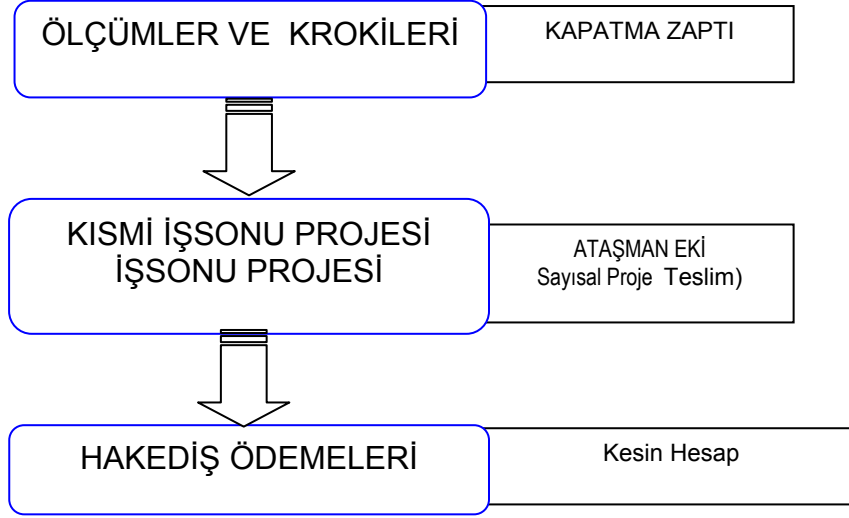 ÖLÇÜMLER VE KROKİLERİ
KAPATMA ZAPTI
KISMİ İŞSONU PROJESİ
İŞSONU PROJESİ
ATAŞMAN EKİ
Sayısal Proje Teslim)
HAKEDİŞ ÖDEMELERİ
Kesin Hesap